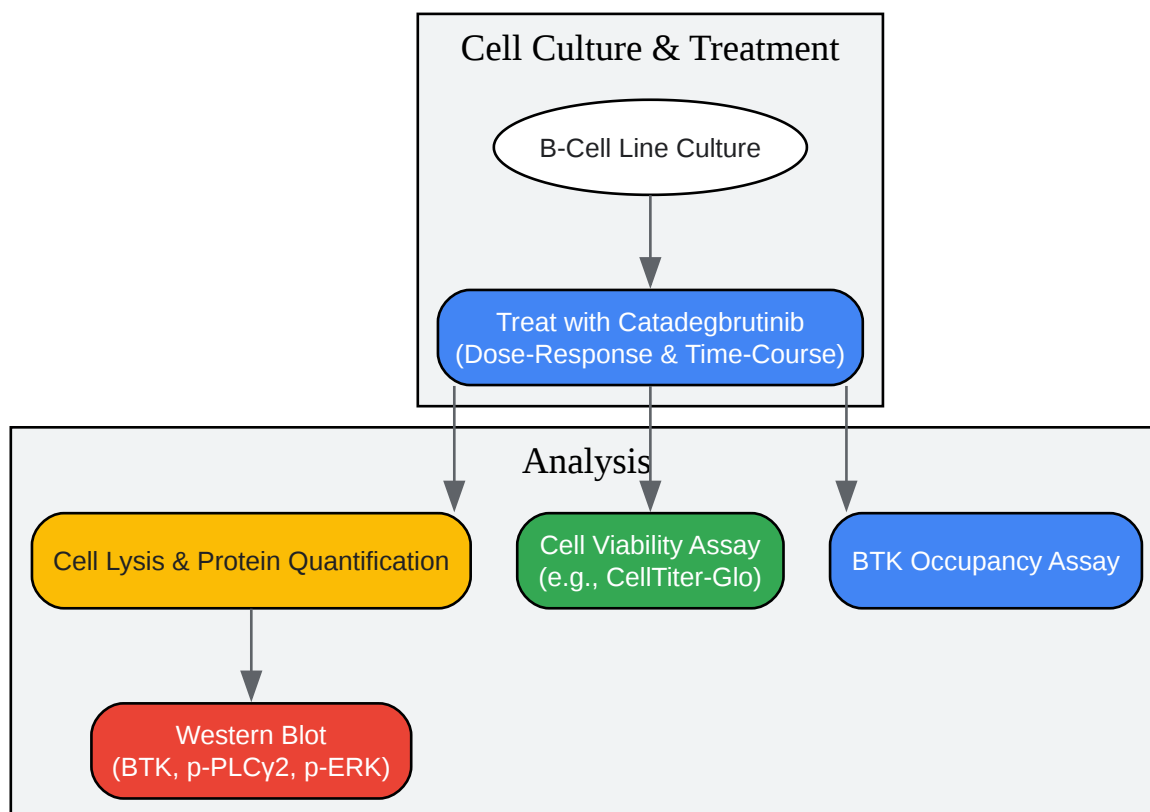 Cell Culture & Treatment
B-Cell Line Culture
Treat with Catadegbrutinib
(Dose-Response & Time-Course)
Analysis
Cell Lysis & Protein Quantification
Cell Viability Assay
(e.g., CellTiter-Glo)
BTK Occupancy Assay
Western Blot
(BTK, p-PLCγ2, p-ERK)